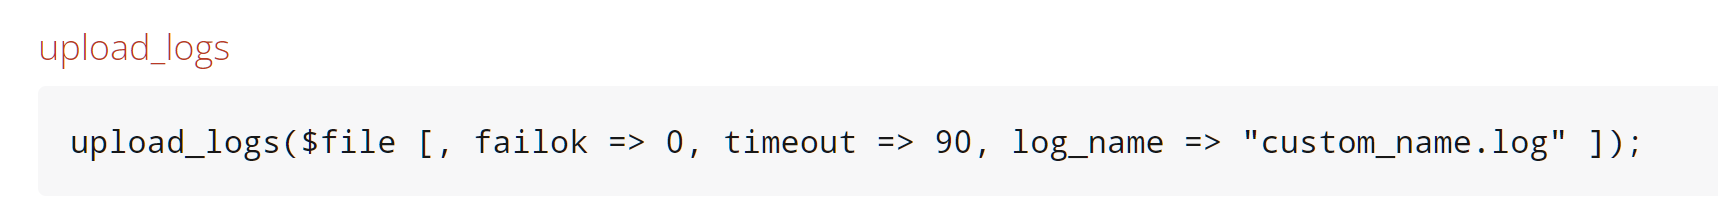 upload_logs
upload_logs($file [, failok => 0, timeout => 90, log_name => "custom_name.log" ]);